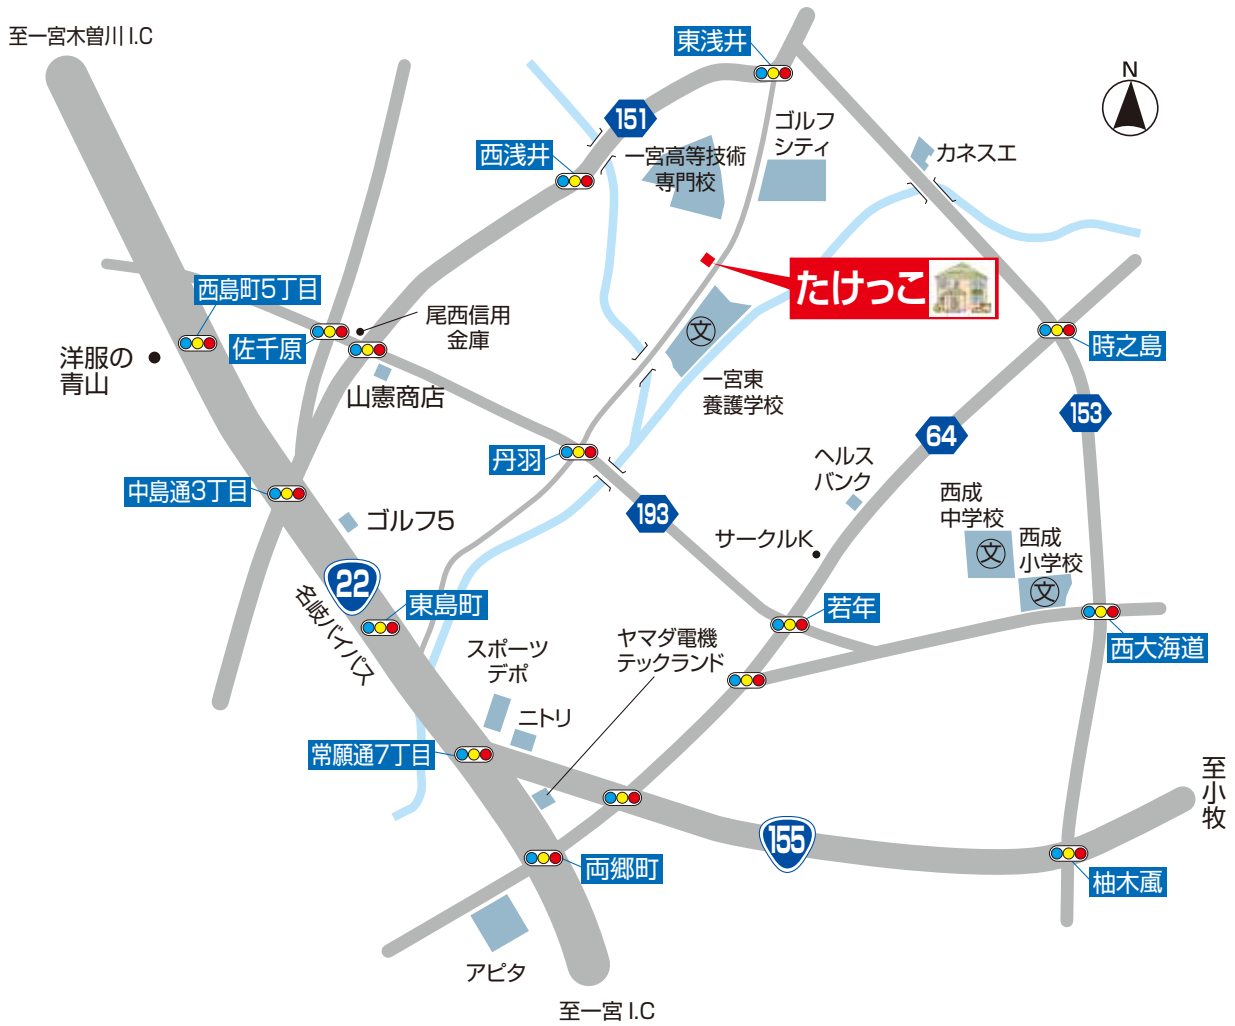 至一宮木曽川I.C
東浅井
N
151
ゴルフ
シティ
西浅井
一宮高等技術
専門校
カネスエ
西島町5丁目
たけっこ
尾西信用
金庫
佐千原
洋服の
青山
文
時之島
山憲商店
一宮東
養護学校
153
64
丹羽
ヘルス
バンク
中島通3丁目
西成
中学校
193
ゴルフ5
サークルK
西成
小学校
文
文
22
名岐バイパス
東島町
若年
スポーツ
デポ
ヤマダ電機
テックランド
西大海道
ニトリ
常願通7丁目
至小牧
155
両郷町
アピタ
至一宮I.C